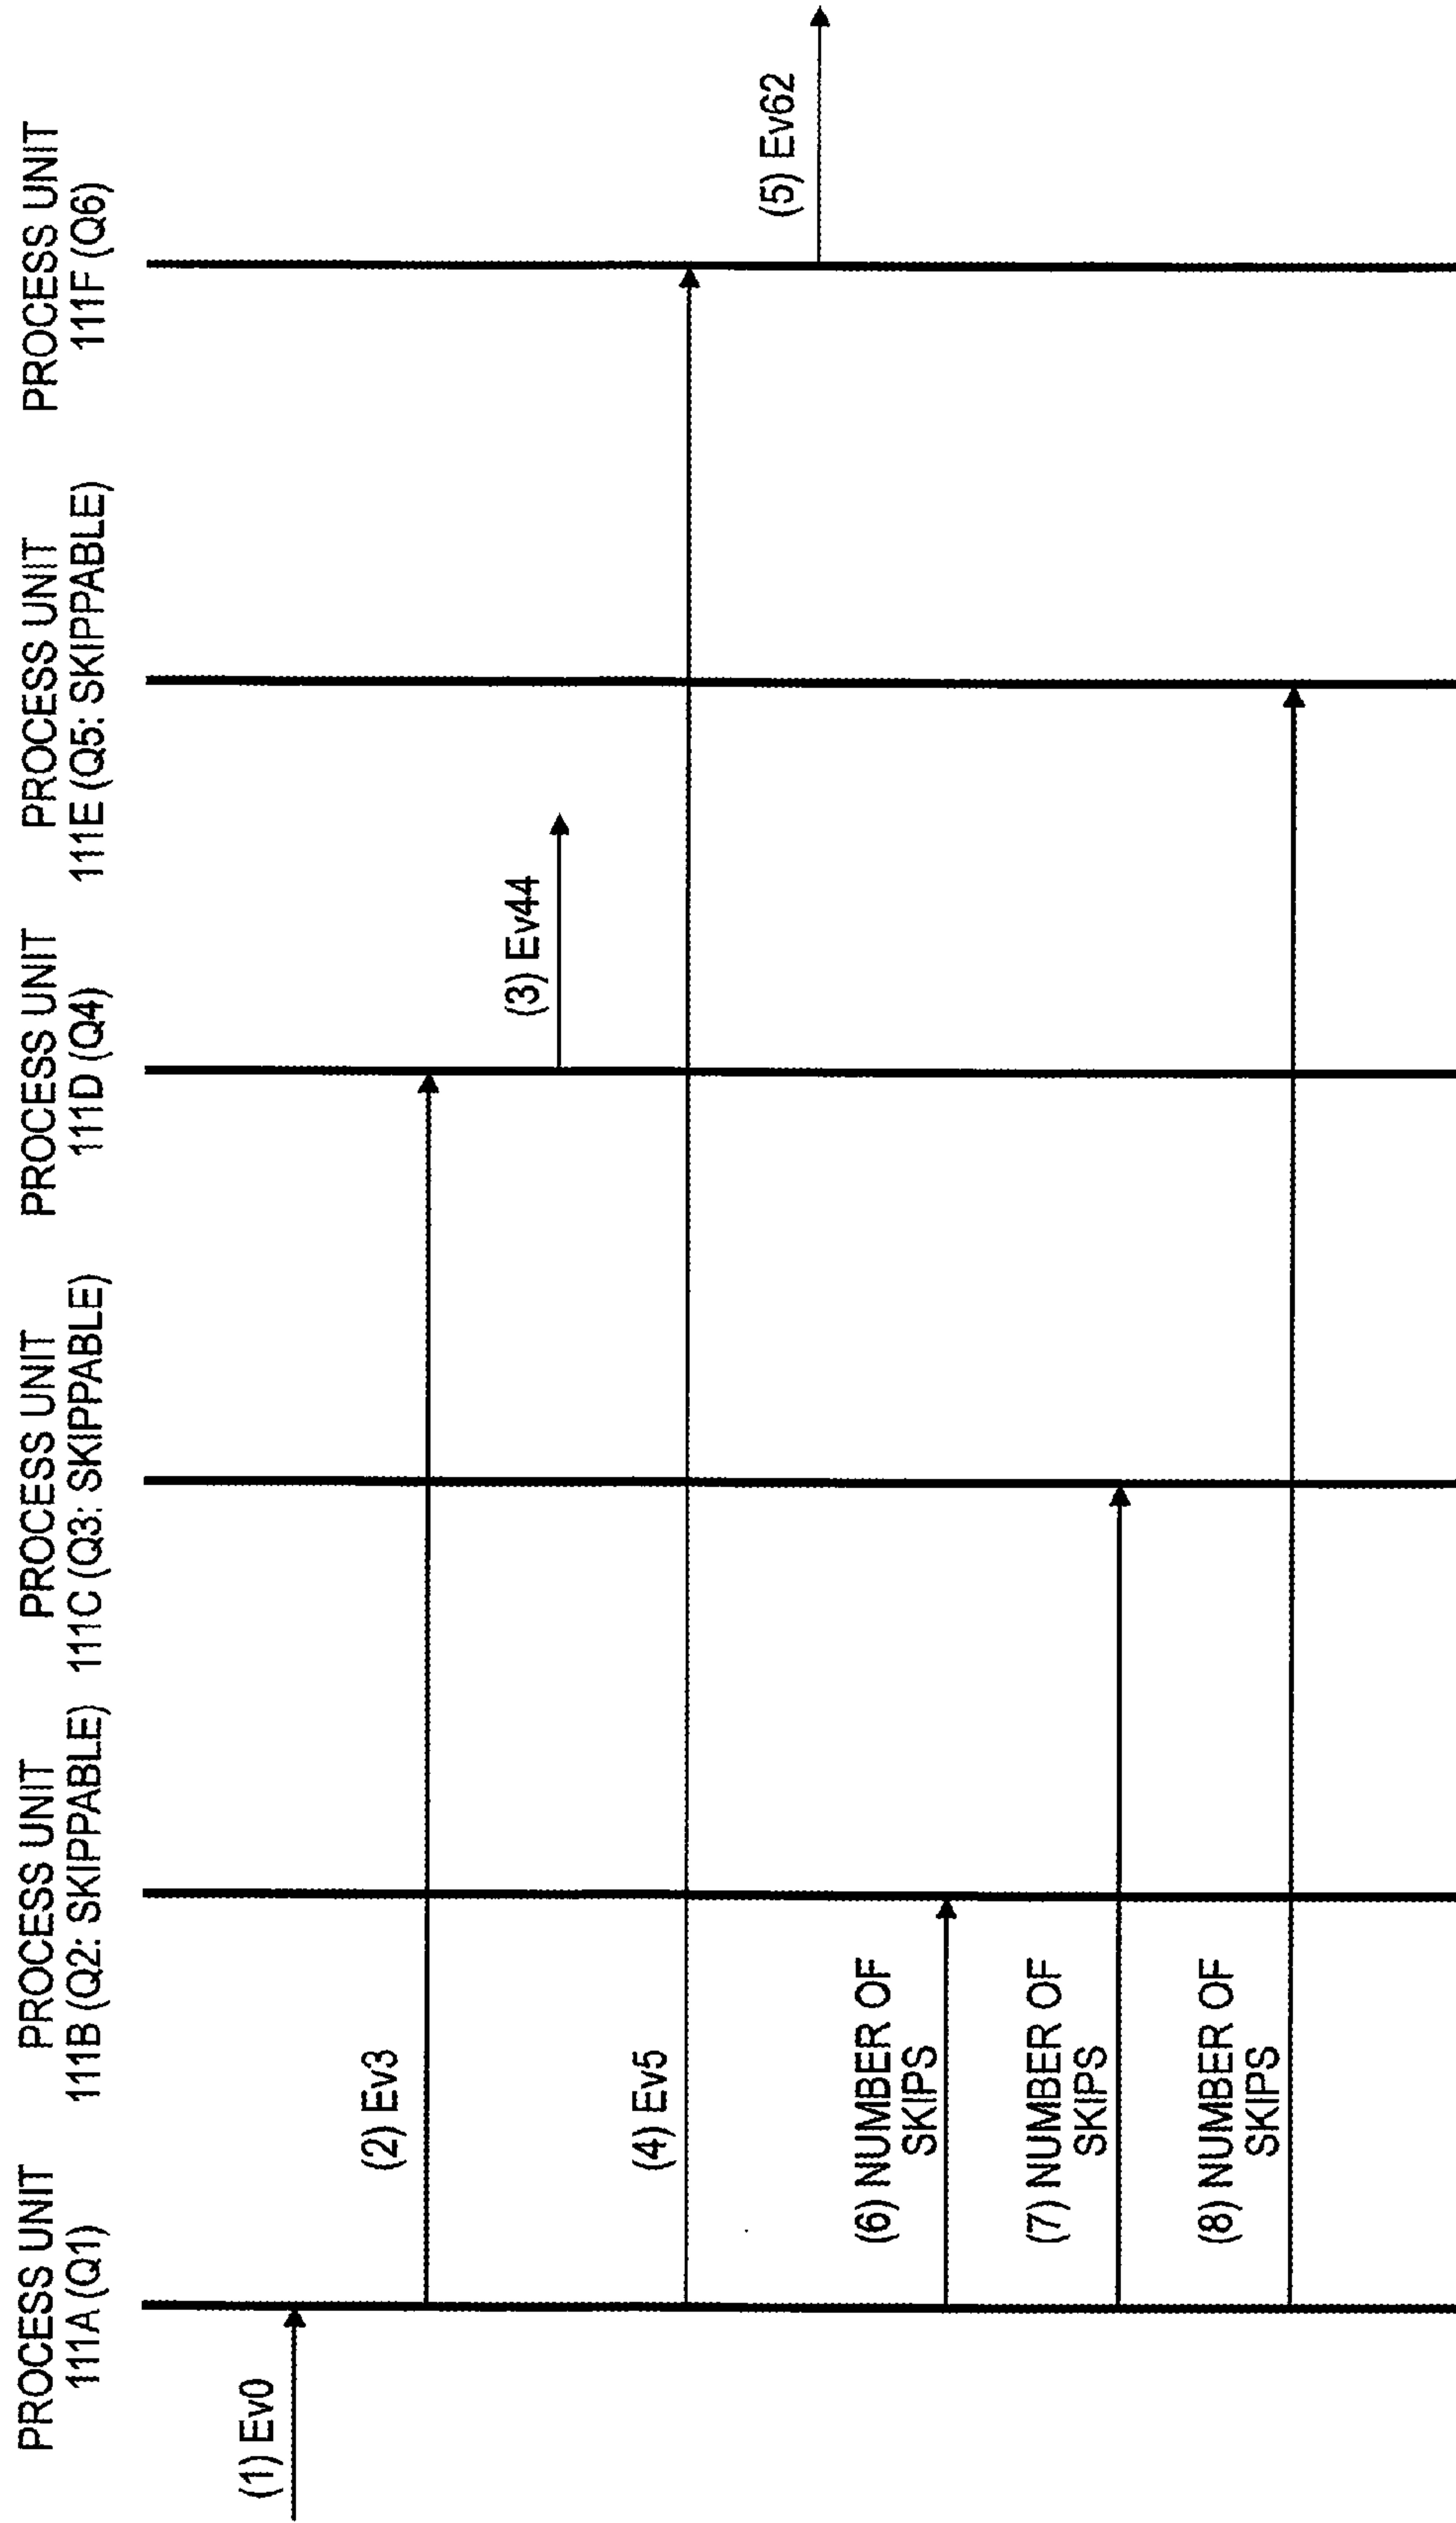 PROCESS UNIT
111A (Q1)
PROCESS UNIT
111B (Q2: SKIPPABLE)
PROCESS UNIT
111C (Q3: SKIPPABLE)
PROCESS UNIT
111D (Q4)
PROCESS UNIT
111E (Q5: SKIPPABLE)
PROCESS UNIT
111F (Q6)
(1) Ev0
(2) Ev3
(3) Ev44
(4) Ev5
(5) Ev62
(6) NUMBER OF
SKIPS
(7) NUMBER OF
SKIPS
(8) NUMBER OF
SKIPS